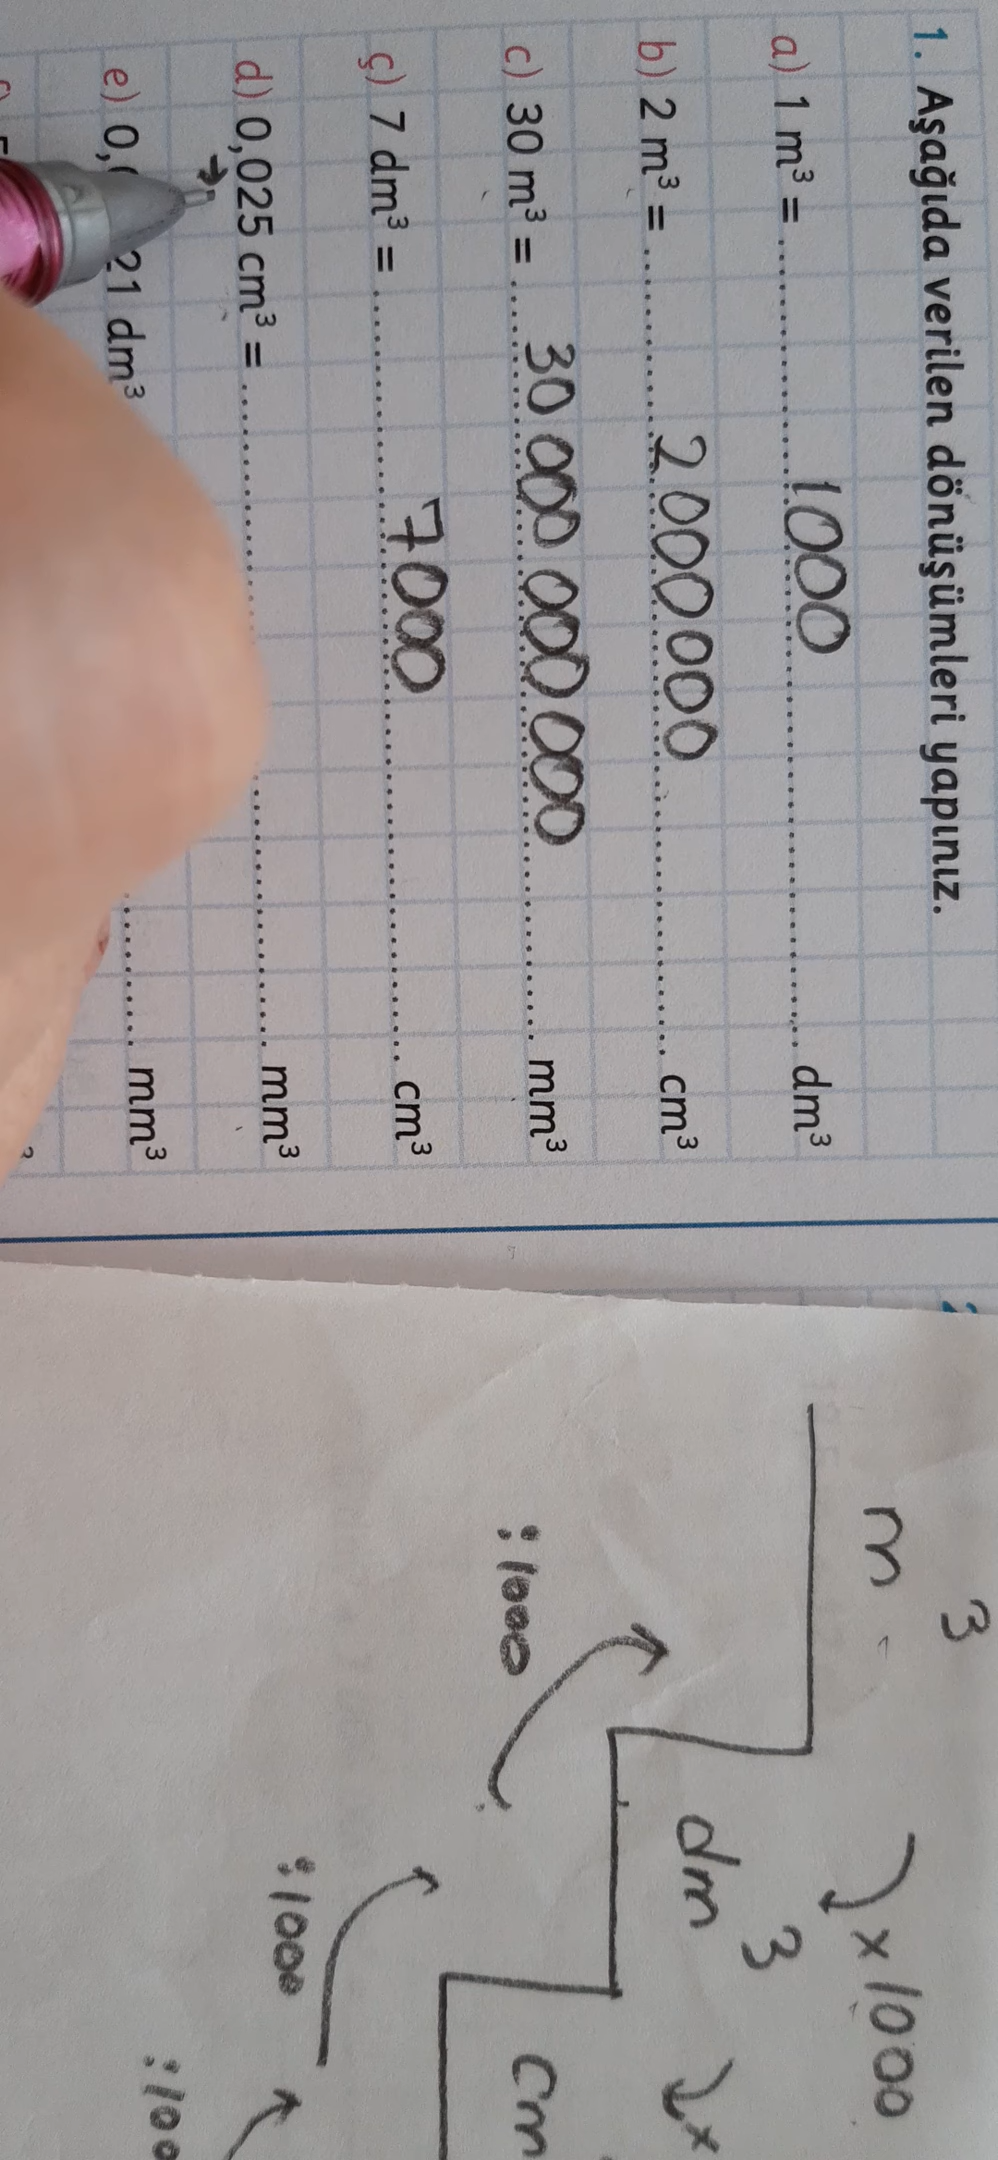 1. Aşağıda verilen dönüşümleri yapınız.
a) 1 m³ = 1000 dm³
b) 2 m³ = 2 000 000 cm³
c) 30 m³ = 30 000 000 000 mm³
ç) 7 dm³ = 7000 cm³
d) 0,025 cm³ = mm³
e) 0, 21 dm³ mm³
m³
x1000
:1000
dm³
x
:1000
cm
:100